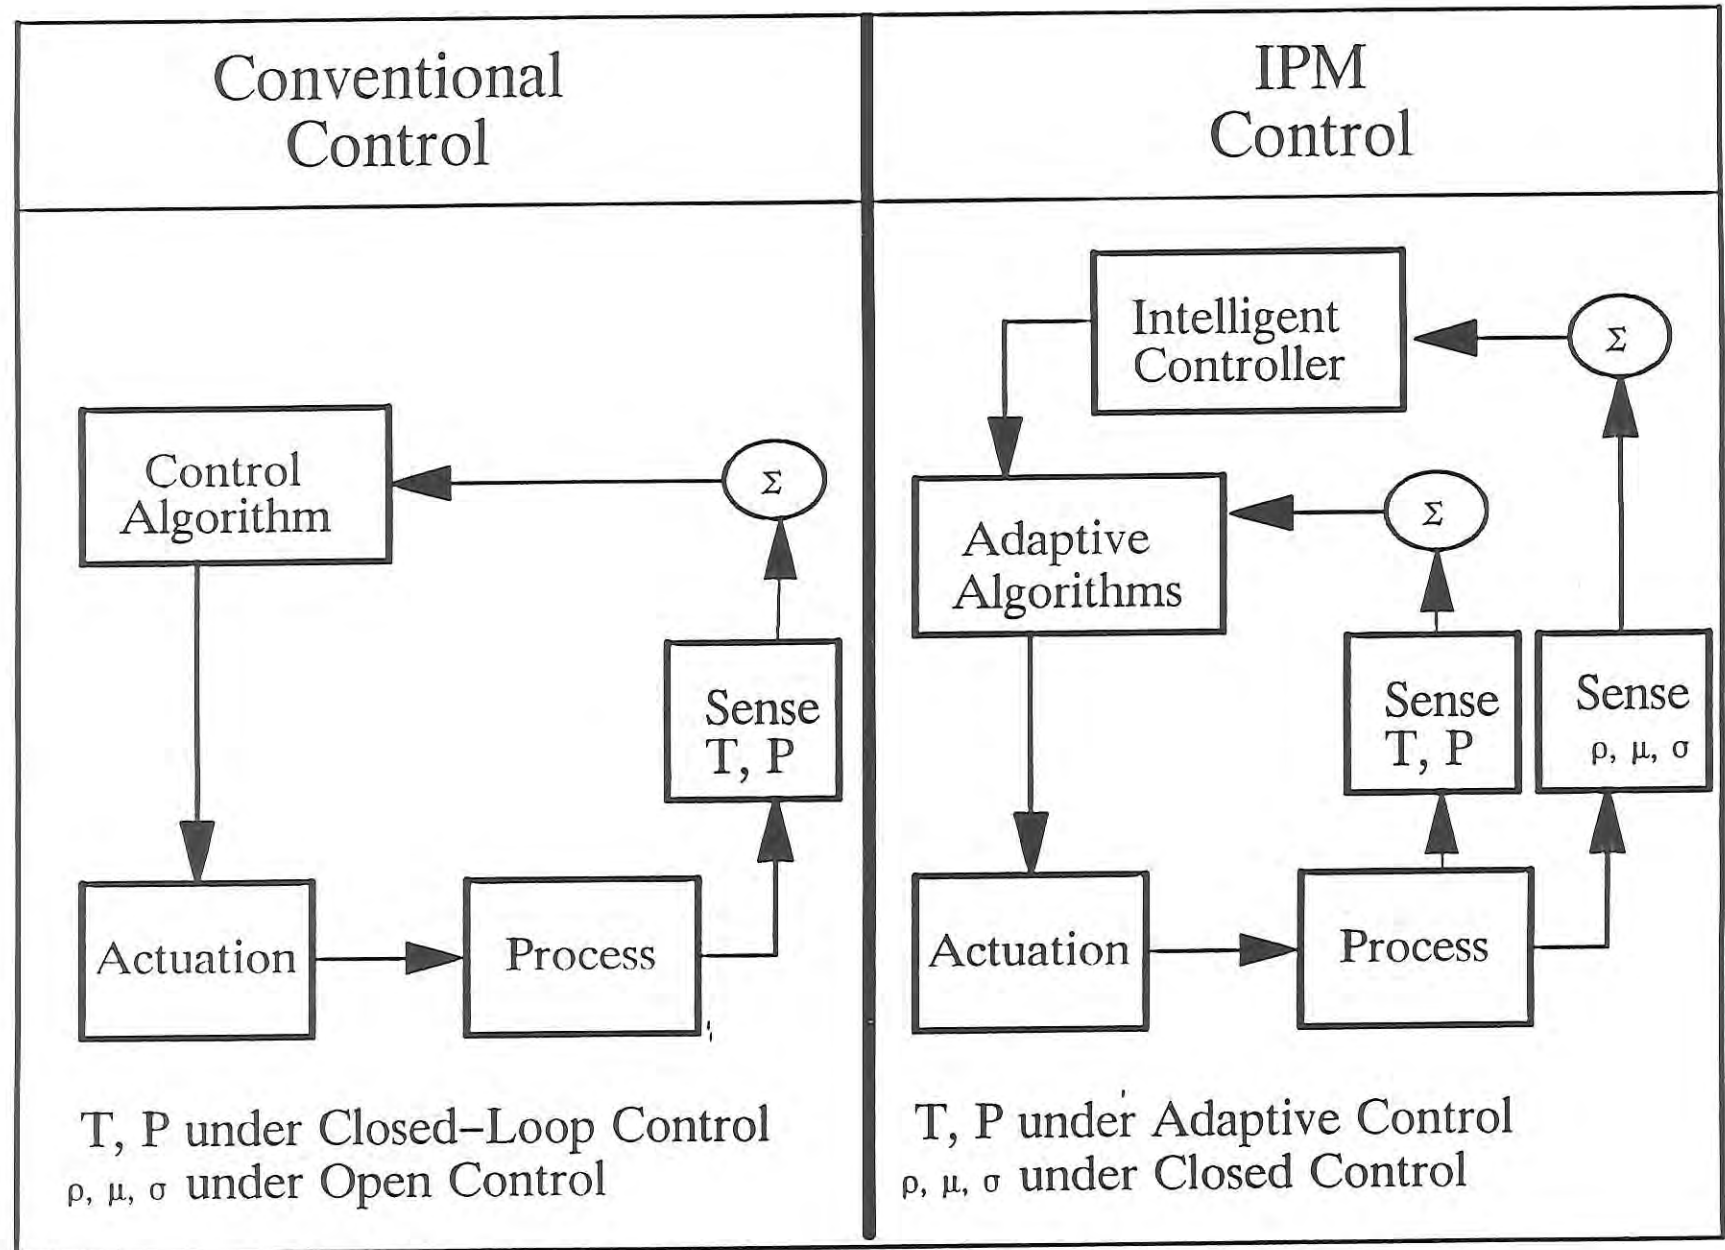 Conventional
Control
IPM
Control
Control
Algorithm
Σ
Sense
T, P
Actuation
Process
T, P under Closed–Loop Control
ρ, μ, σ under Open Control
Intelligent
Controller
Σ
Adaptive
Algorithms
Σ
Sense
T, P
Sense
ρ, μ, σ
Actuation
Process
T, P under Adaptive Control
ρ, μ, σ under Closed Control